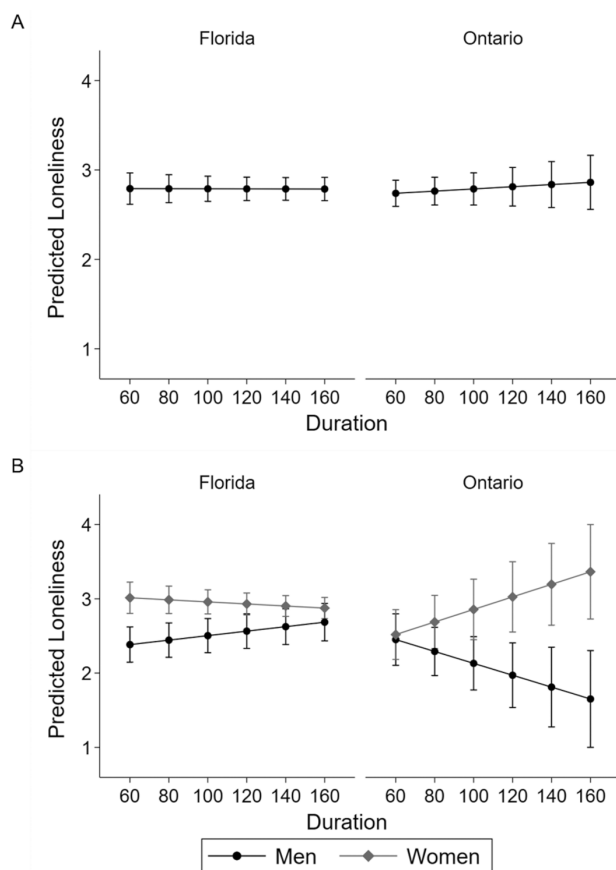 A
Florida
Ontario
Predicted Loneliness
4
3
2
1
60 80 100 120 140 160
60 80 100 120 140 160
Duration
B
Florida
Ontario
Predicted Loneliness
4
3
2
1
60 80 100 120 140 160
60 80 100 120 140 160
Duration
Men
Women